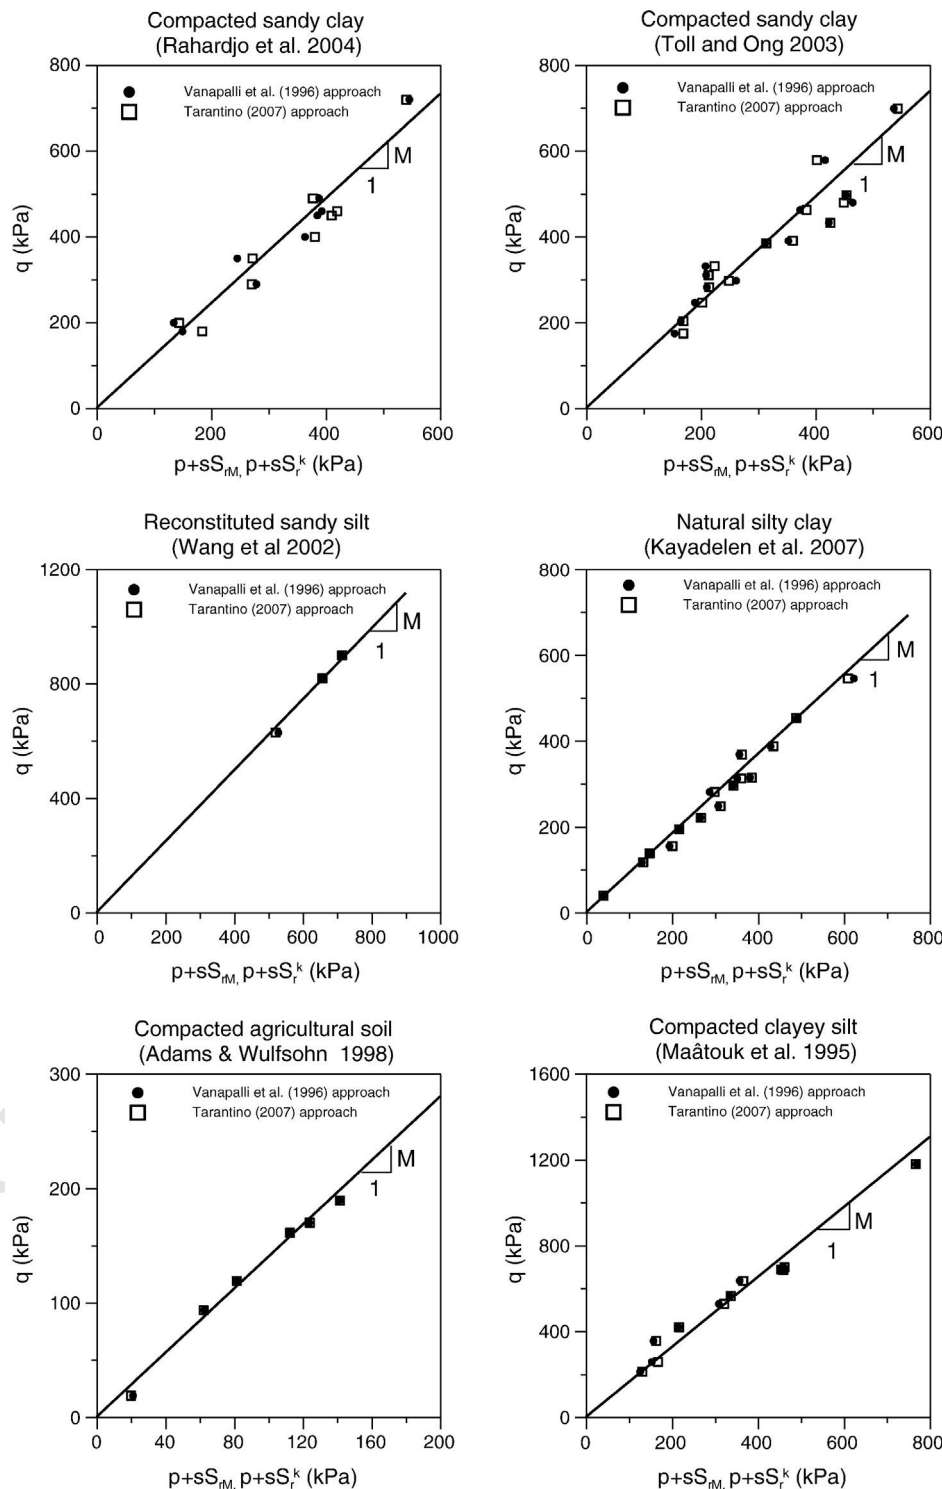 Compacted sandy clay
(Rahardjo et al. 2004)
800
Vanapalli et al. (1996) approach
Tarantino (2007) approach
600
M
1
q (kPa)
400
200
0
0 200 400 600
p+sS_rM, p+sS_r^k (kPa)
Compacted sandy clay
(Toll and Ong 2003)
800
Vanapalli et al. (1996) approach
Tarantino (2007) approach
600
M
1
q (kPa)
400
200
0
0 200 400 600
p+sS_rM, p+sS_r^k (kPa)
Reconstituted sandy silt
(Wang et al 2002)
1200
Vanapalli et al. (1996) approach
Tarantino (2007) approach
M
1
800
q (kPa)
400
0
0 200 400 600 800 1000
p+sS_rM, p+sS_r^k (kPa)
Natural silty clay
(Kayadelen et al. 2007)
800
Vanapalli et al. (1996) approach
Tarantino (2007) approach
600
M
1
q (kPa)
400
200
0
0 200 400 600 800
p+sS_rM, p+sS_r^k (kPa)
Compacted agricultural soil
(Adams & Wulfsohn 1998)
300
Vanapalli et al. (1996) approach
Tarantino (2007) approach
M
1
200
q (kPa)
100
0
0 40 80 120 160 200
p+sS_rM, p+sS_r^k (kPa)
Compacted clayey silt
(Maâtouk et al. 1995)
1600
Vanapalli et al. (1996) approach
Tarantino (2007) approach
1200
M
1
800
q (kPa)
400
0
0 200 400 600 800
p+sS_rM, p+sS_r^k (kPa)